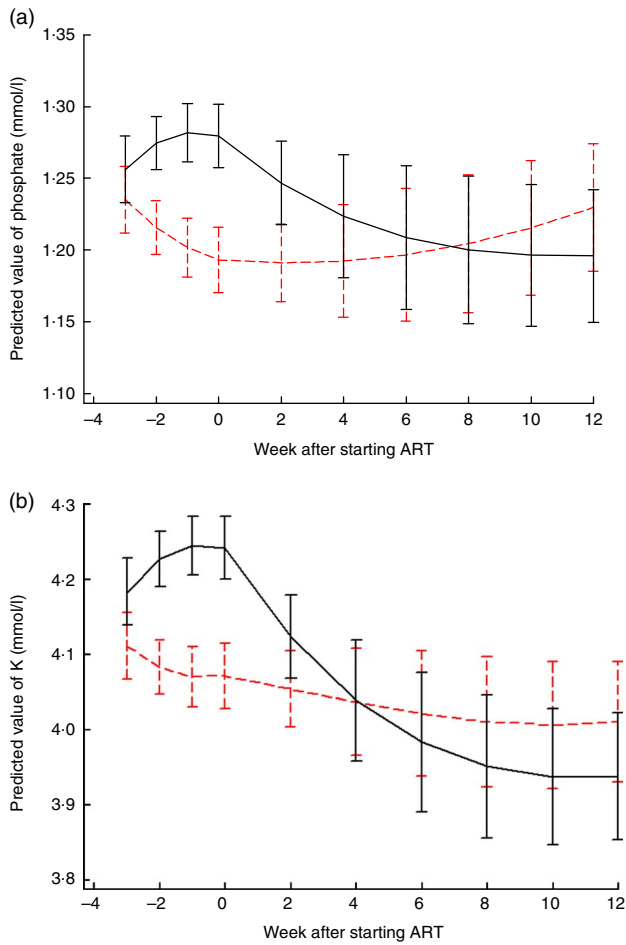 (a)
1·35
1·30
1·25
1·20
1·15
1·10
Predicted value of phosphate (mmol/l)
–4 –2 0 2 4 6 8 10 12
Week after starting ART
(b)
4·3
4·2
4·1
4·0
3·9
3·8
Predicted value of K (mmol/l)
–4 –2 0 2 4 6 8 10 12
Week after starting ART